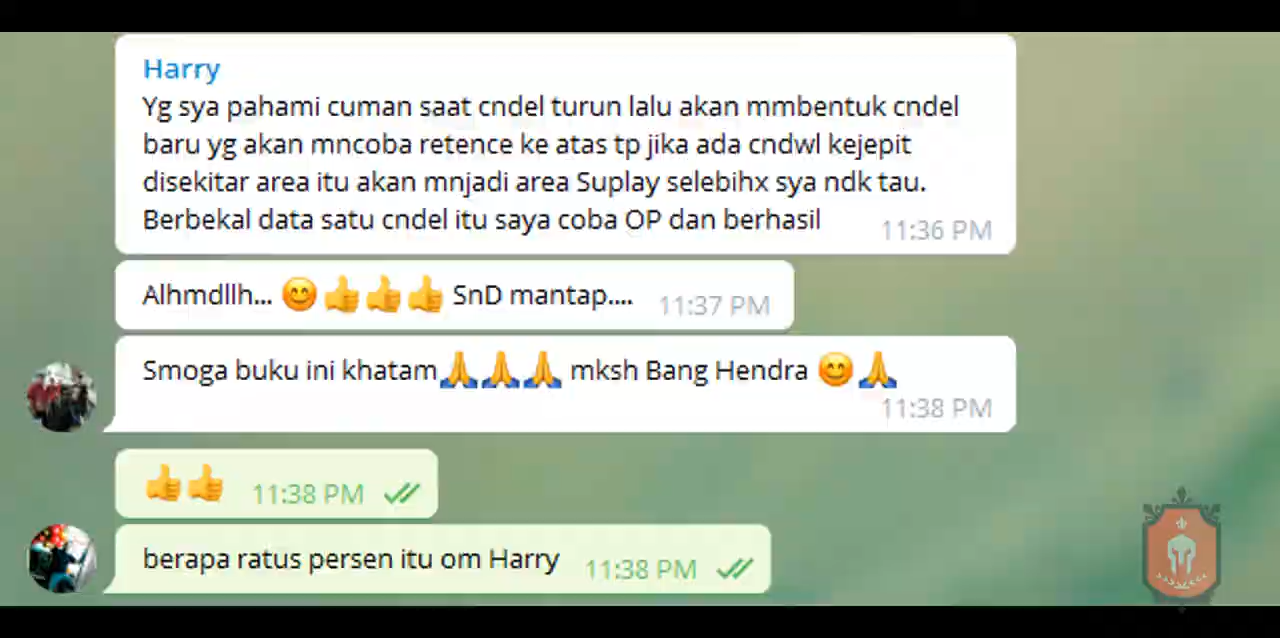 Harry
Yg sya pahami cuman saat cndel turun lalu akan mmbentuk cndel
baru yg akan mncoba retence ke atas tp jika ada cndwl kejepit
disekitar area itu akan mnjadi area Suplay selebihx sya ndk tau.
Berbekal data satu cndel itu saya coba OP dan berhasil
11:36 PM
Alhmdllh... 😊👍👍👍 SnD mantap.... 11:37 PM
Smoga buku ini khatam🙏🙏🙏 mksh Bang Hendra 😊🙏
11:38 PM
👍👍 11:38 PM
berapa ratus persen itu om Harry 11:38 PM